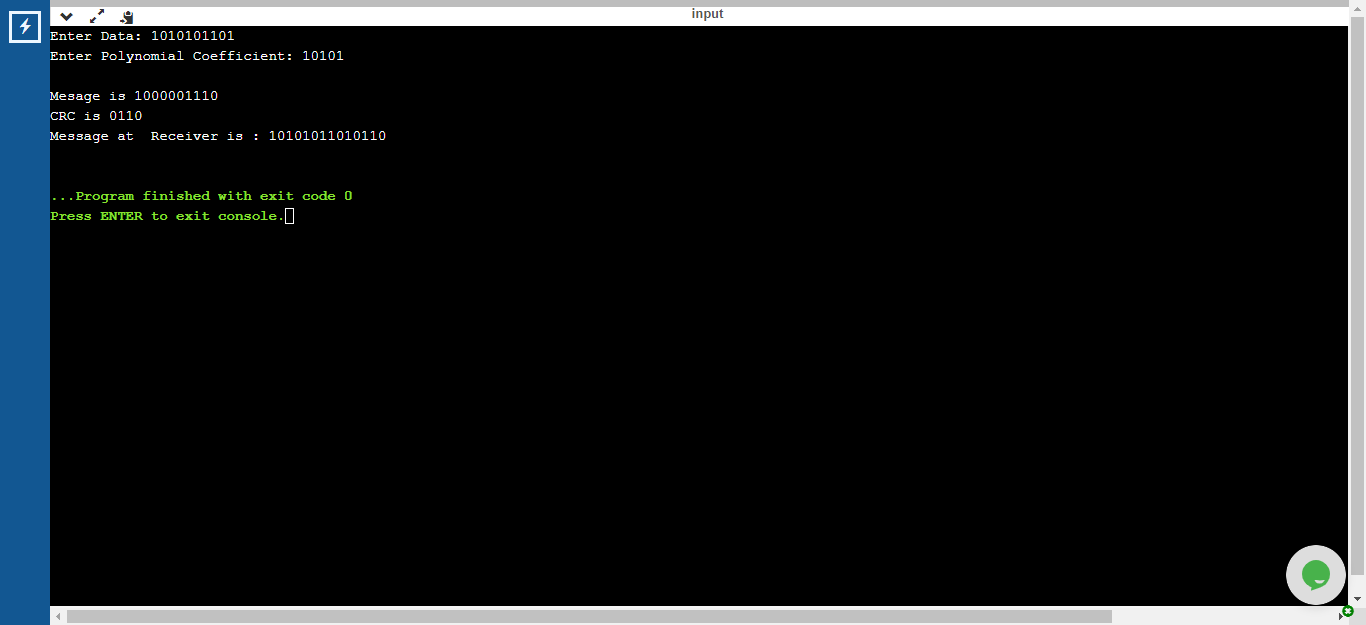 input
Enter Data: 1010101101
Enter Polynomial Coefficient: 10101
Mesage is 1000001110
CRC is 0110
Message at  Receiver is : 10101011010110
...Program finished with exit code 0
Press ENTER to exit console.